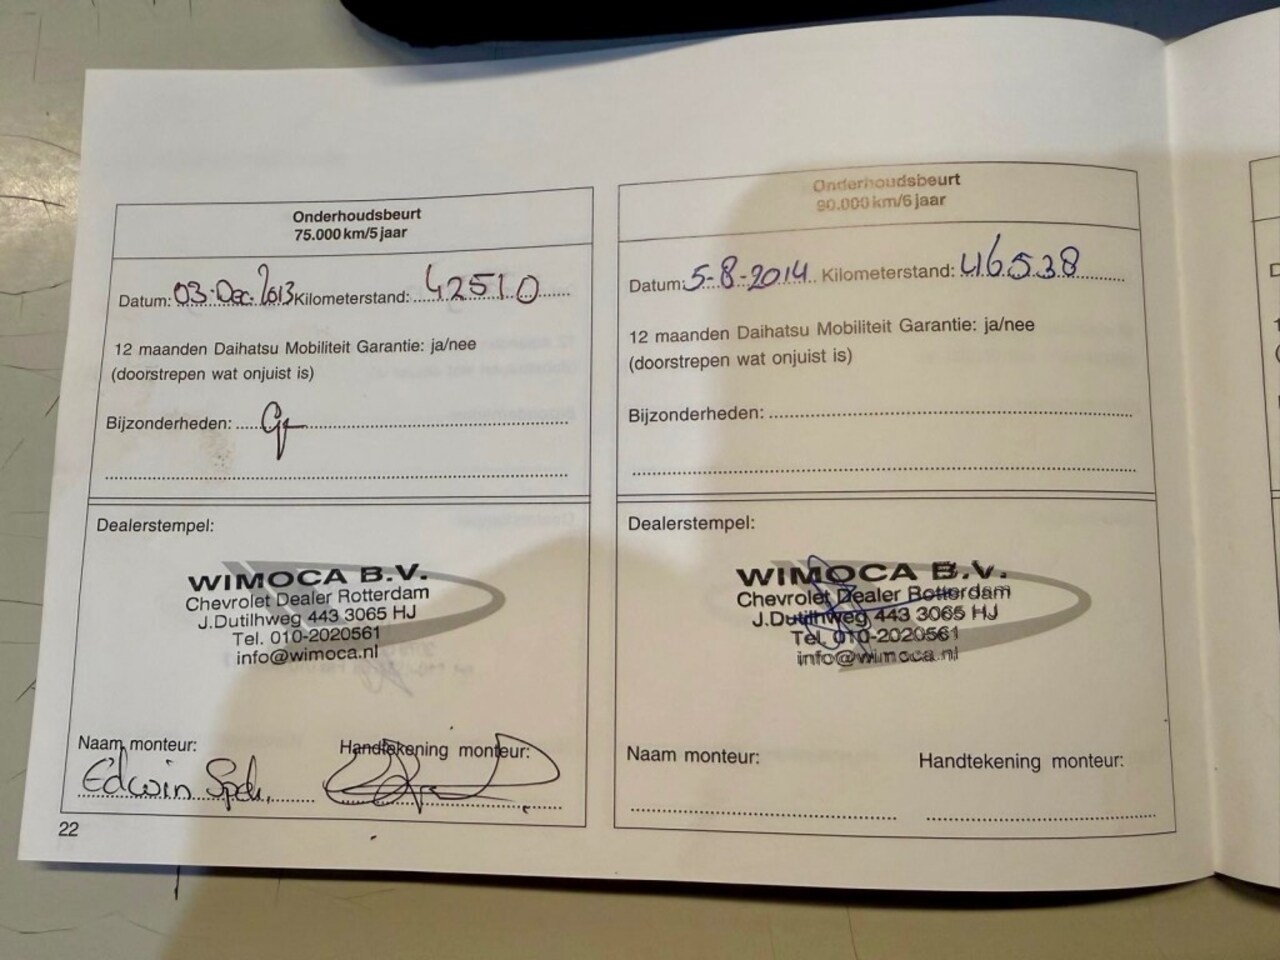 Onderhoudsbeurt
75.000 km/5 jaar
Datum: 03-Dec. 2013 Kilometerstand: 42510
12 maanden Daihatsu Mobiliteit Garantie: ja/nee
(doorstrepen wat onjuist is)
Bijzonderheden:
Dealerstempel:
WIMOCA B.V.
Chevrolet Dealer Rotterdam
J.Dutilhweg 443 3065 HJ
Tel. 010-2020561
info@wimoca.nl
Naam monteur: Handtekening monteur:
Edwin
22
Onderhoudsbeurt
90.000 km/6 jaar
Datum: 5-8-2014 Kilometerstand: 46538
12 maanden Daihatsu Mobiliteit Garantie: ja/nee
(doorstrepen wat onjuist is)
Bijzonderheden:
Dealerstempel:
WIMOCA B.V.
Chevrolet Dealer Rotterdam
J.Dutilhweg 443 3065 HJ
Tel. 010-2020561
info@wimoca.nl
Naam monteur: Handtekening monteur: